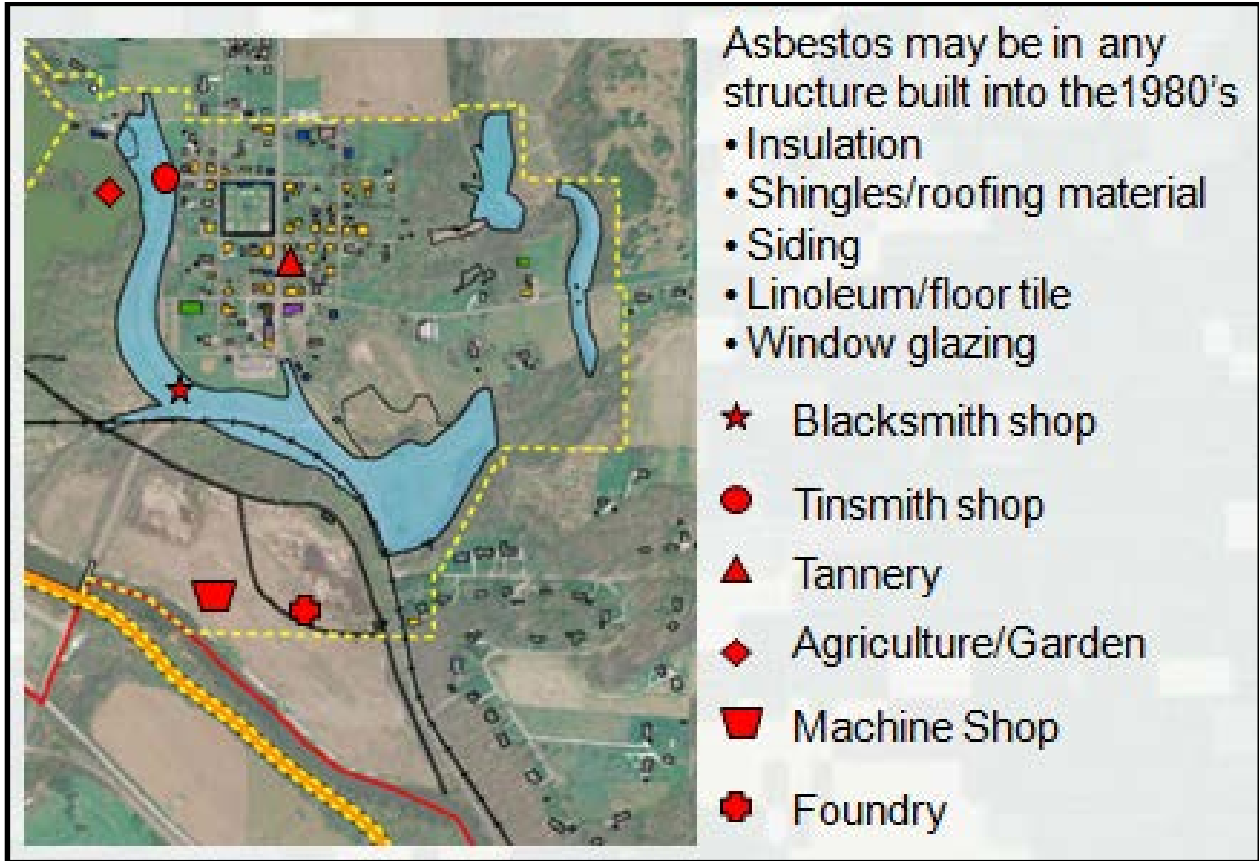 Asbestos may be in any
structure built into the1980's
• Insulation
• Shingles/roofing material
• Siding
• Linoleum/floor tile
• Window glazing
Blacksmith shop
Tinsmith shop
Tannery
Agriculture/Garden
Machine Shop
Foundry